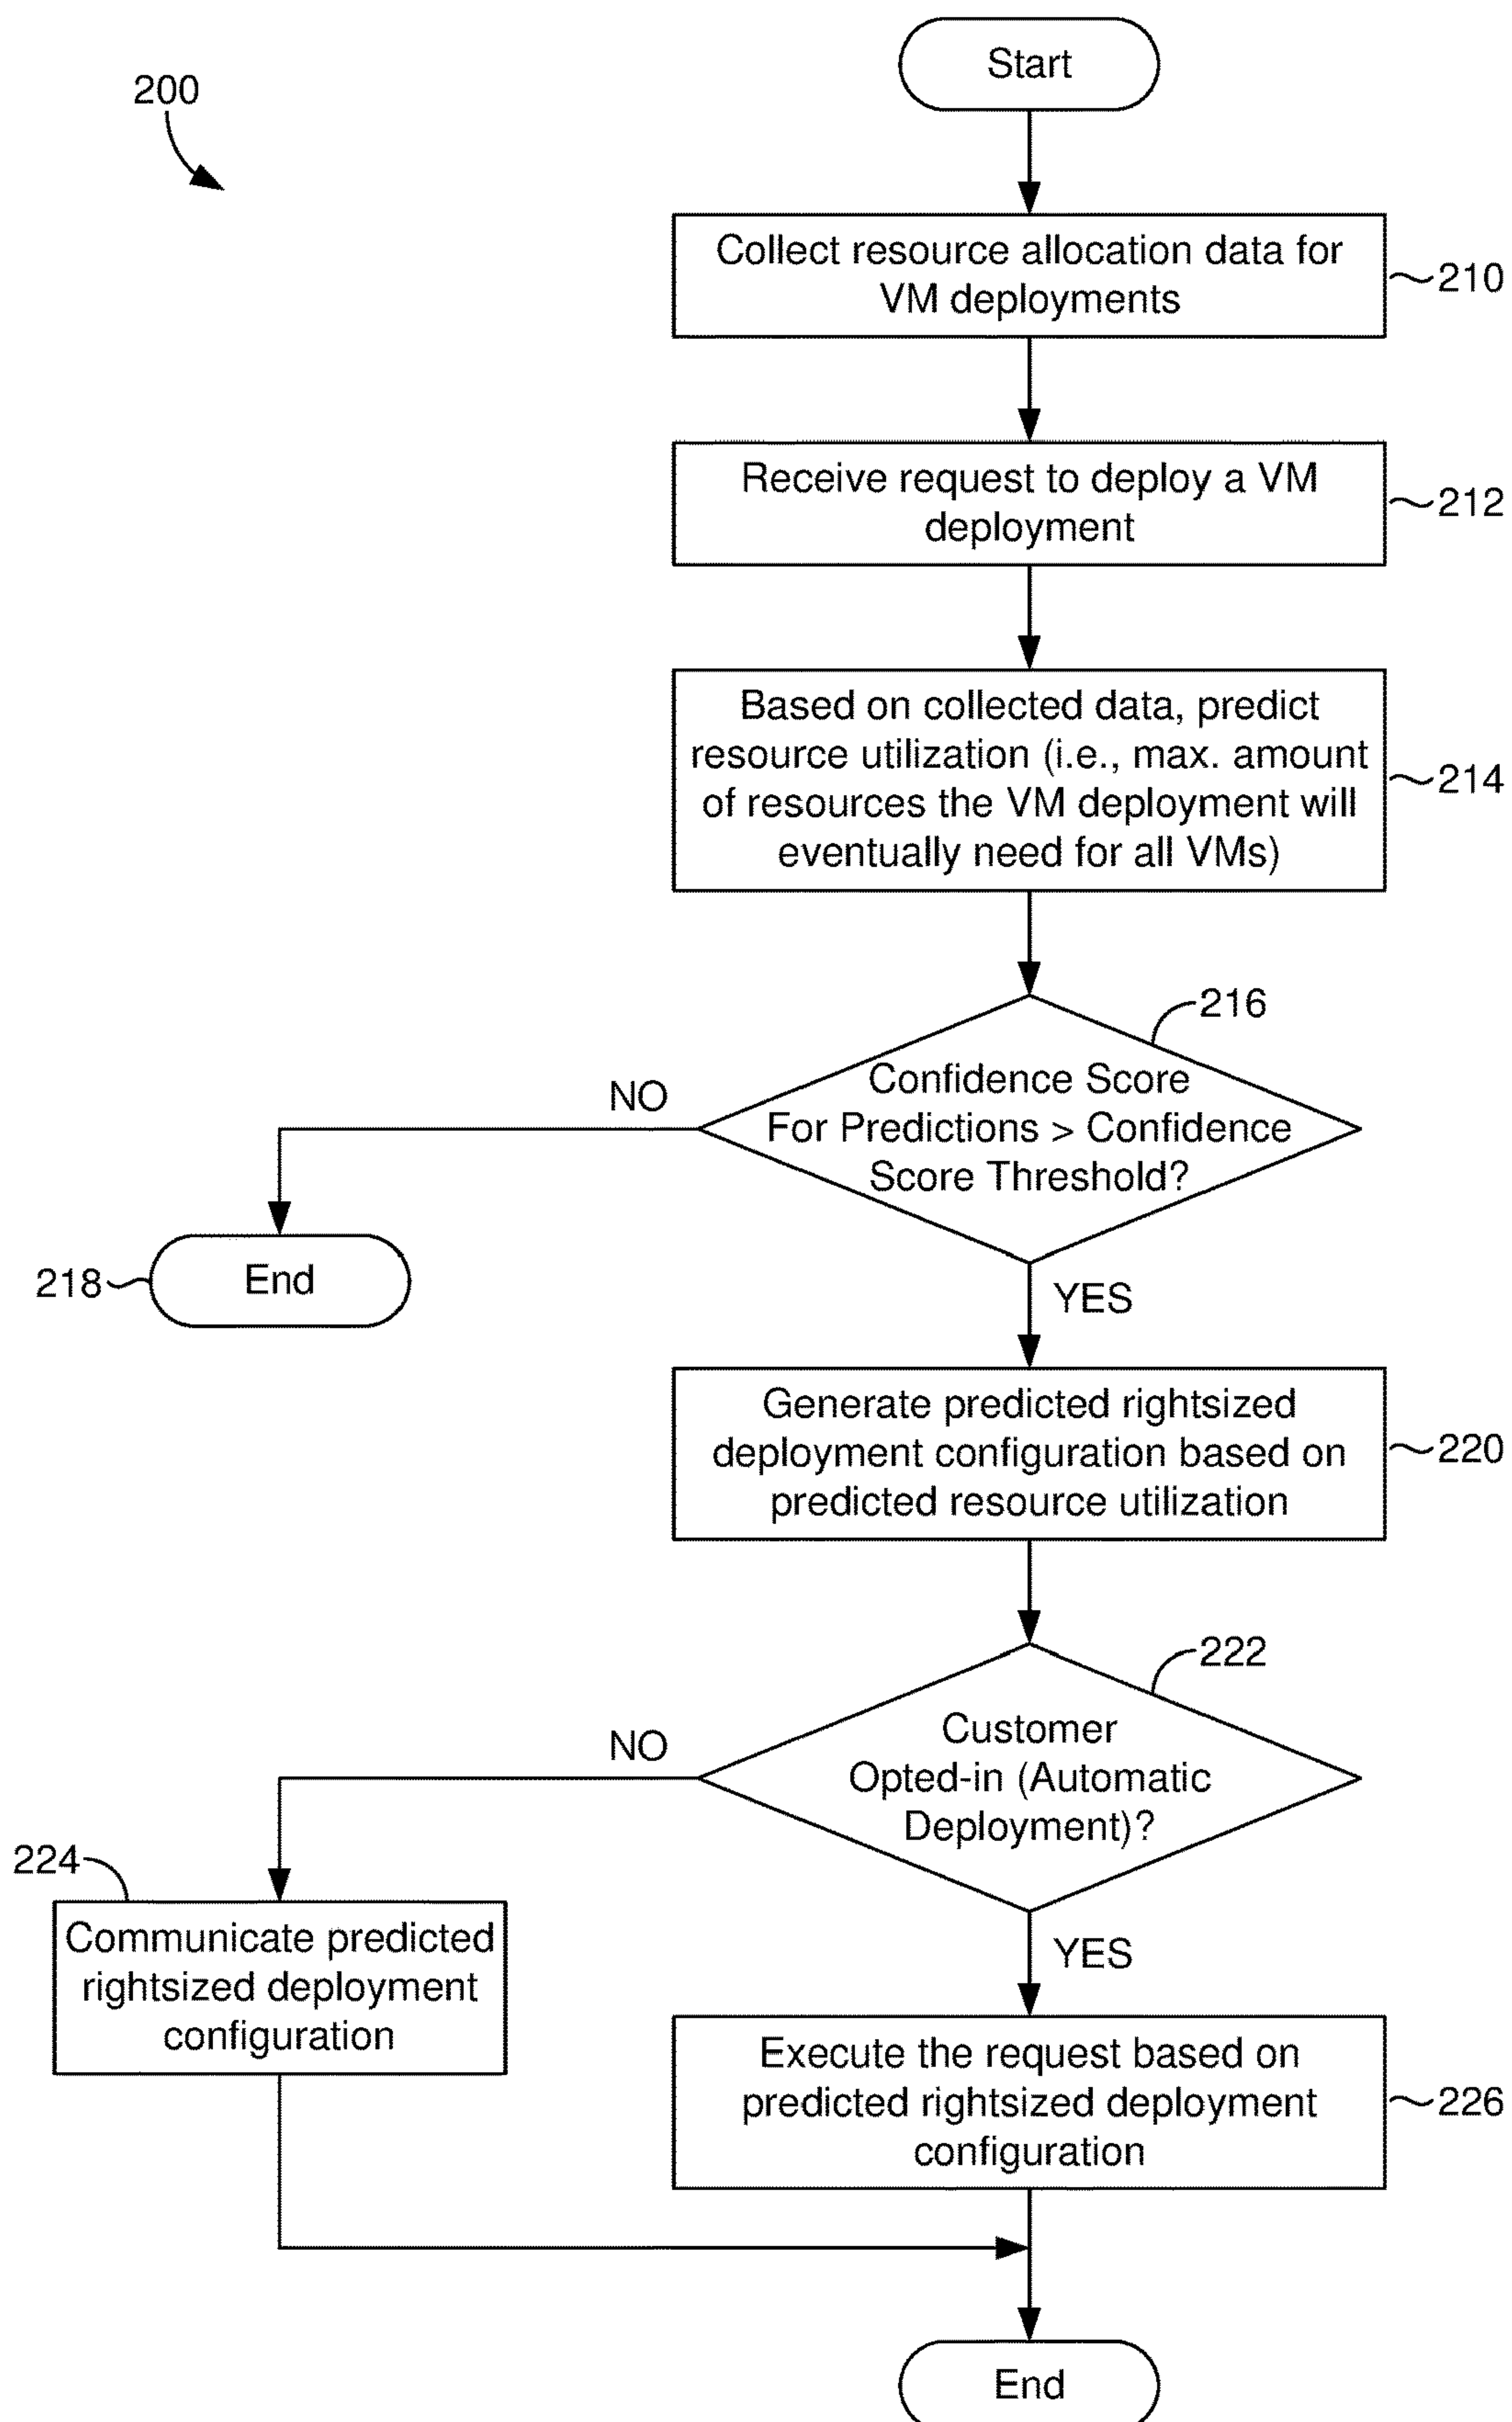 Start
200
Collect resource allocation data for
VM deployments
210
Receive request to deploy a VM
deployment
212
Based on collected data, predict
resource utilization (i.e., max. amount
of resources the VM deployment will
eventually need for all VMs)
214
216
Confidence Score
For Predictions > Confidence
Score Threshold?
NO
218
End
YES
Generate predicted rightsized
deployment configuration based on
predicted resource utilization
220
222
Customer
Opted-in (Automatic
Deployment)?
NO
224
Communicate predicted
rightsized deployment
configuration
YES
Execute the request based on
predicted rightsized deployment
configuration
226
End